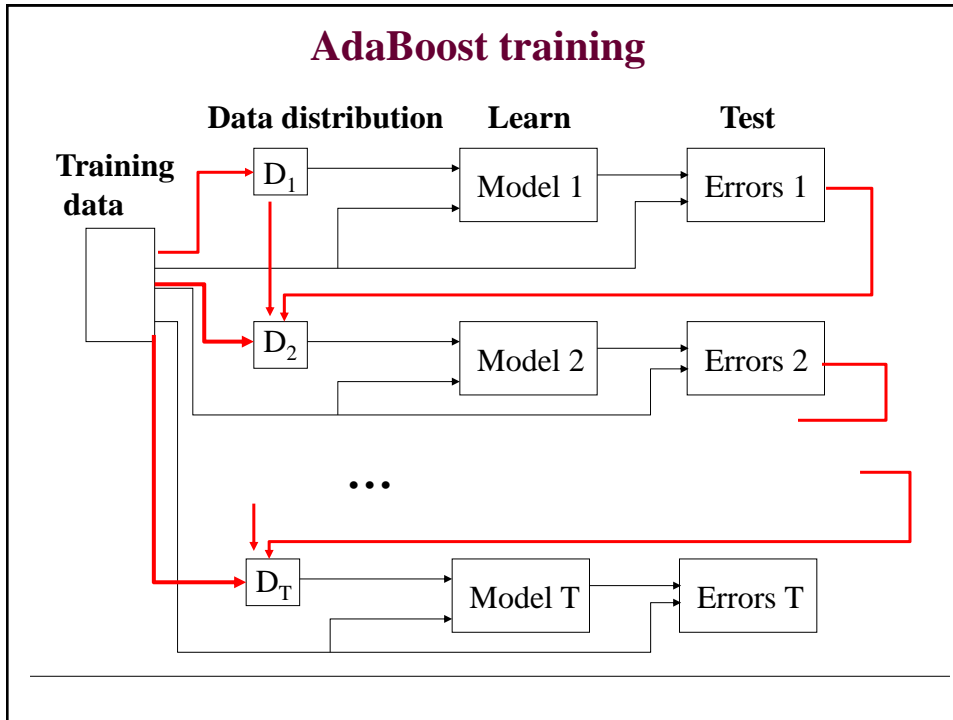 AdaBoost training
Data distribution Learn Test
Training
data
D₁
Model 1
Errors 1
D₂
Model 2
Errors 2
...
D_T
Model T
Errors T